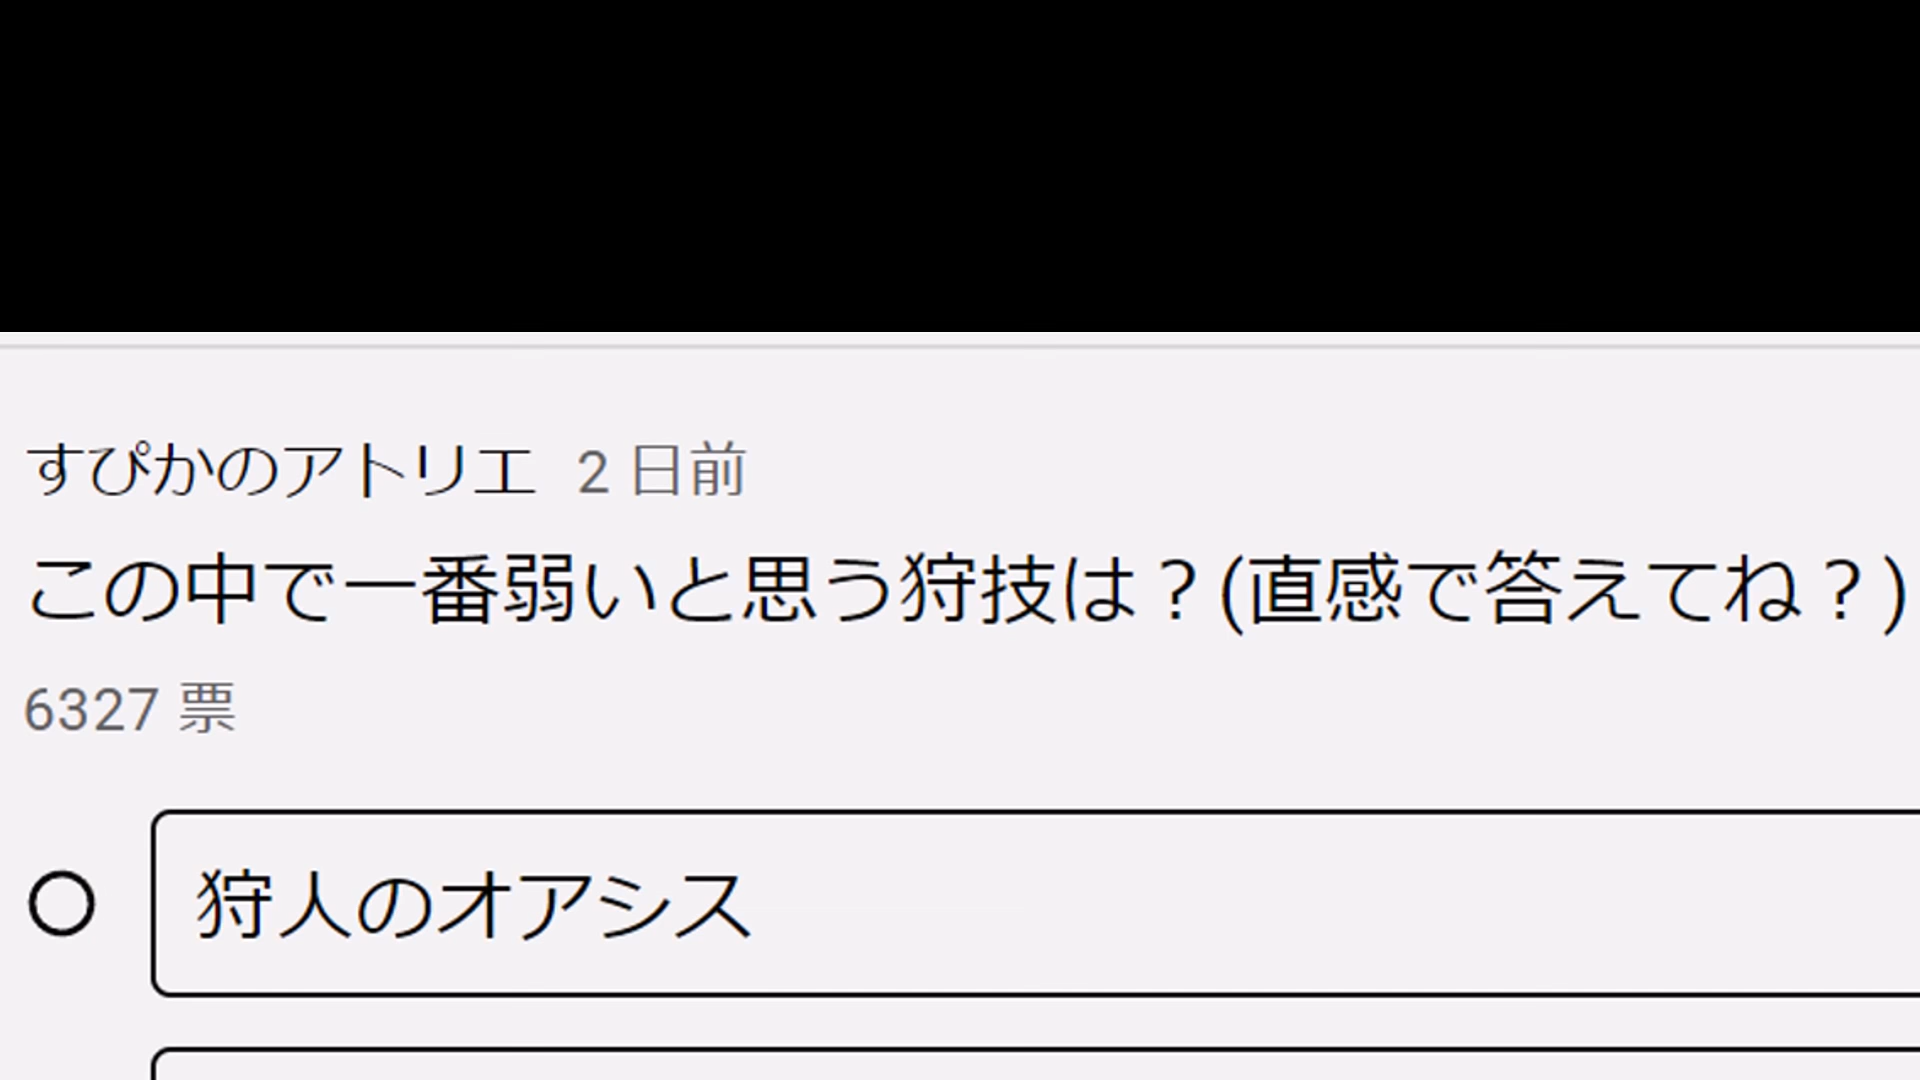 すぴかのアトリエ 2 日前
この中で一番弱いと思う狩技は？(直感で答えてね？)
6327 票
狩人のオアシス